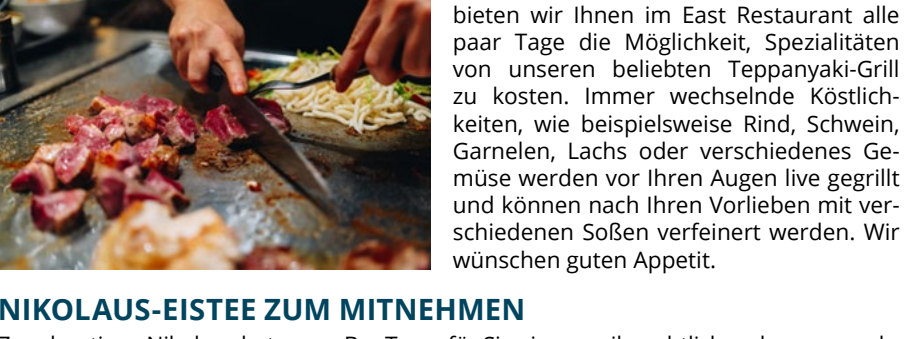 bieten wir Ihnen im East Restaurant alle
paar Tage die Möglichkeit, Spezialitäten
von unseren beliebten Teppanyaki-Grill
zu kosten. Immer wechselnde Köstlich-
keiten, wie beispielsweise Rind, Schwein,
Garnelen, Lachs oder verschiedenes Ge-
müse werden vor Ihren Augen live gegrillt
und können nach Ihren Vorlieben mit ver-
schiedenen Soßen verfeinert werden. Wir
wünschen guten Appetit.
NIKOLAUS-EISTEE ZUM MITNEHMEN